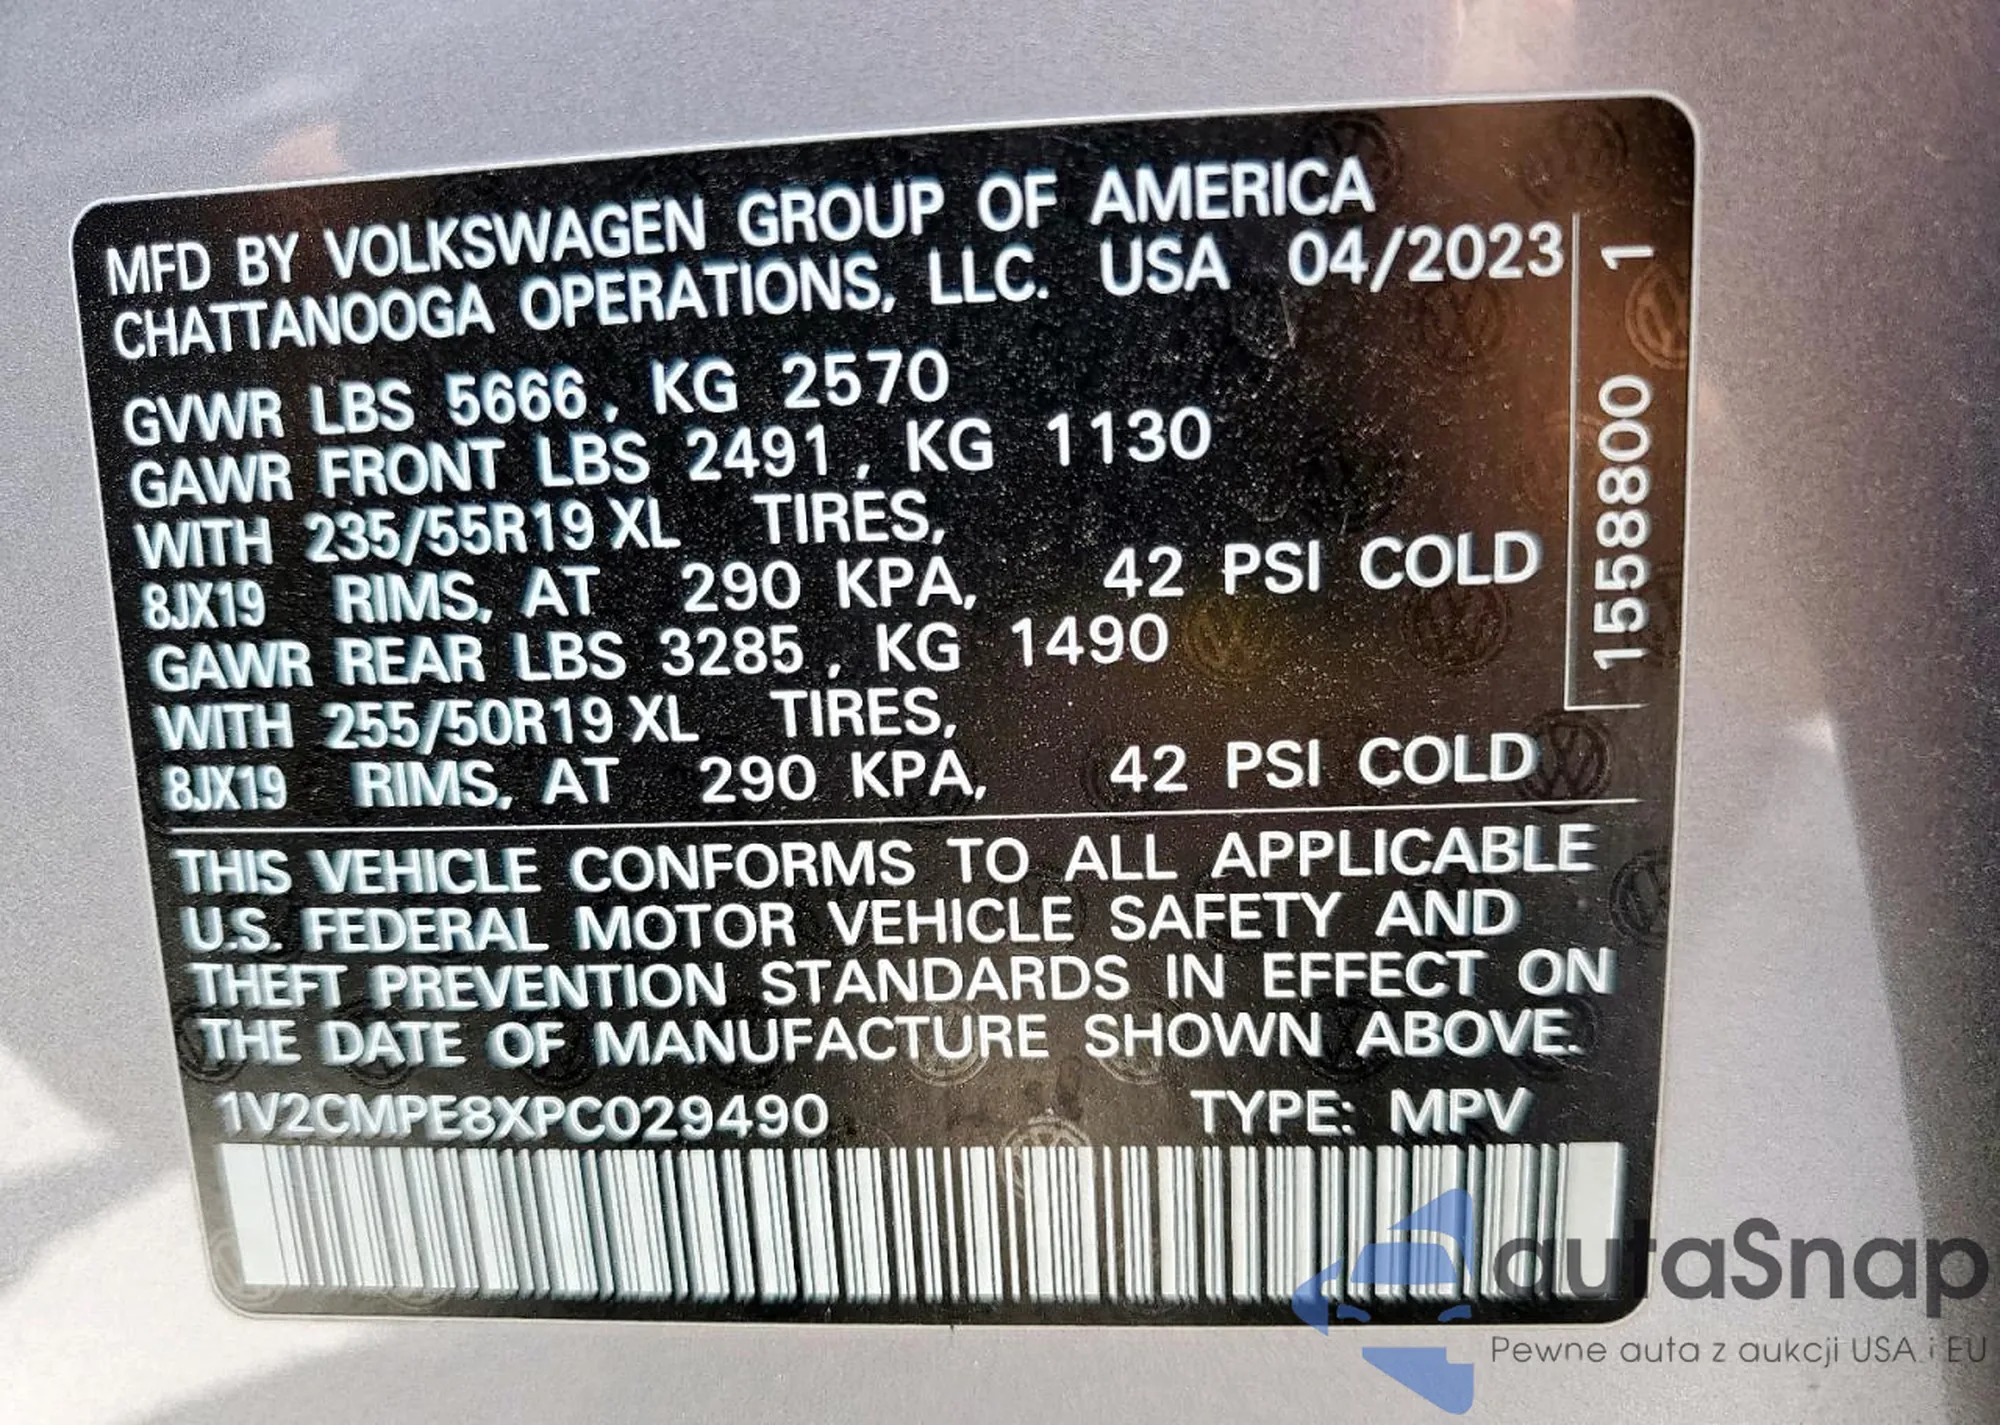 MFD BY VOLKSWAGEN GROUP OF AMERICA
CHATTANOOGA OPERATIONS, LLC. USA 04/2023
GVWR LBS 5666, KG 2570
GAWR FRONT LBS 2491, KG 1130
WITH 235/55R19 XL TIRES,
8JX19 RIMS, AT 290 KPA, 42 PSI COLD
GAWR REAR LBS 3285, KG 1490
WITH 255/50R19 XL TIRES,
8JX19 RIMS, AT 290 KPA, 42 PSI COLD
1558800 1
THIS VEHICLE CONFORMS TO ALL APPLICABLE
U.S. FEDERAL MOTOR VEHICLE SAFETY AND
THEFT PREVENTION STANDARDS IN EFFECT ON
THE DATE OF MANUFACTURE SHOWN ABOVE.
1V2CMPE8XPC029490 TYPE: MPV
autaSnap
Pewne auta z aukcji USA i EU